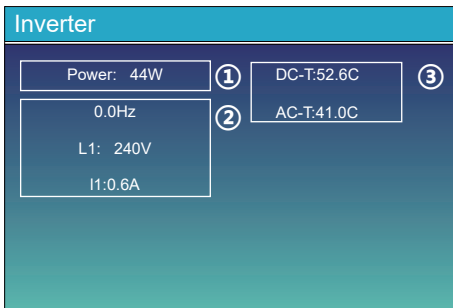 Inverter
Power: 44W
①
0.0Hz
L1: 240V
I1:0.6A
②
DC-T:52.6C
AC-T:41.0C
③